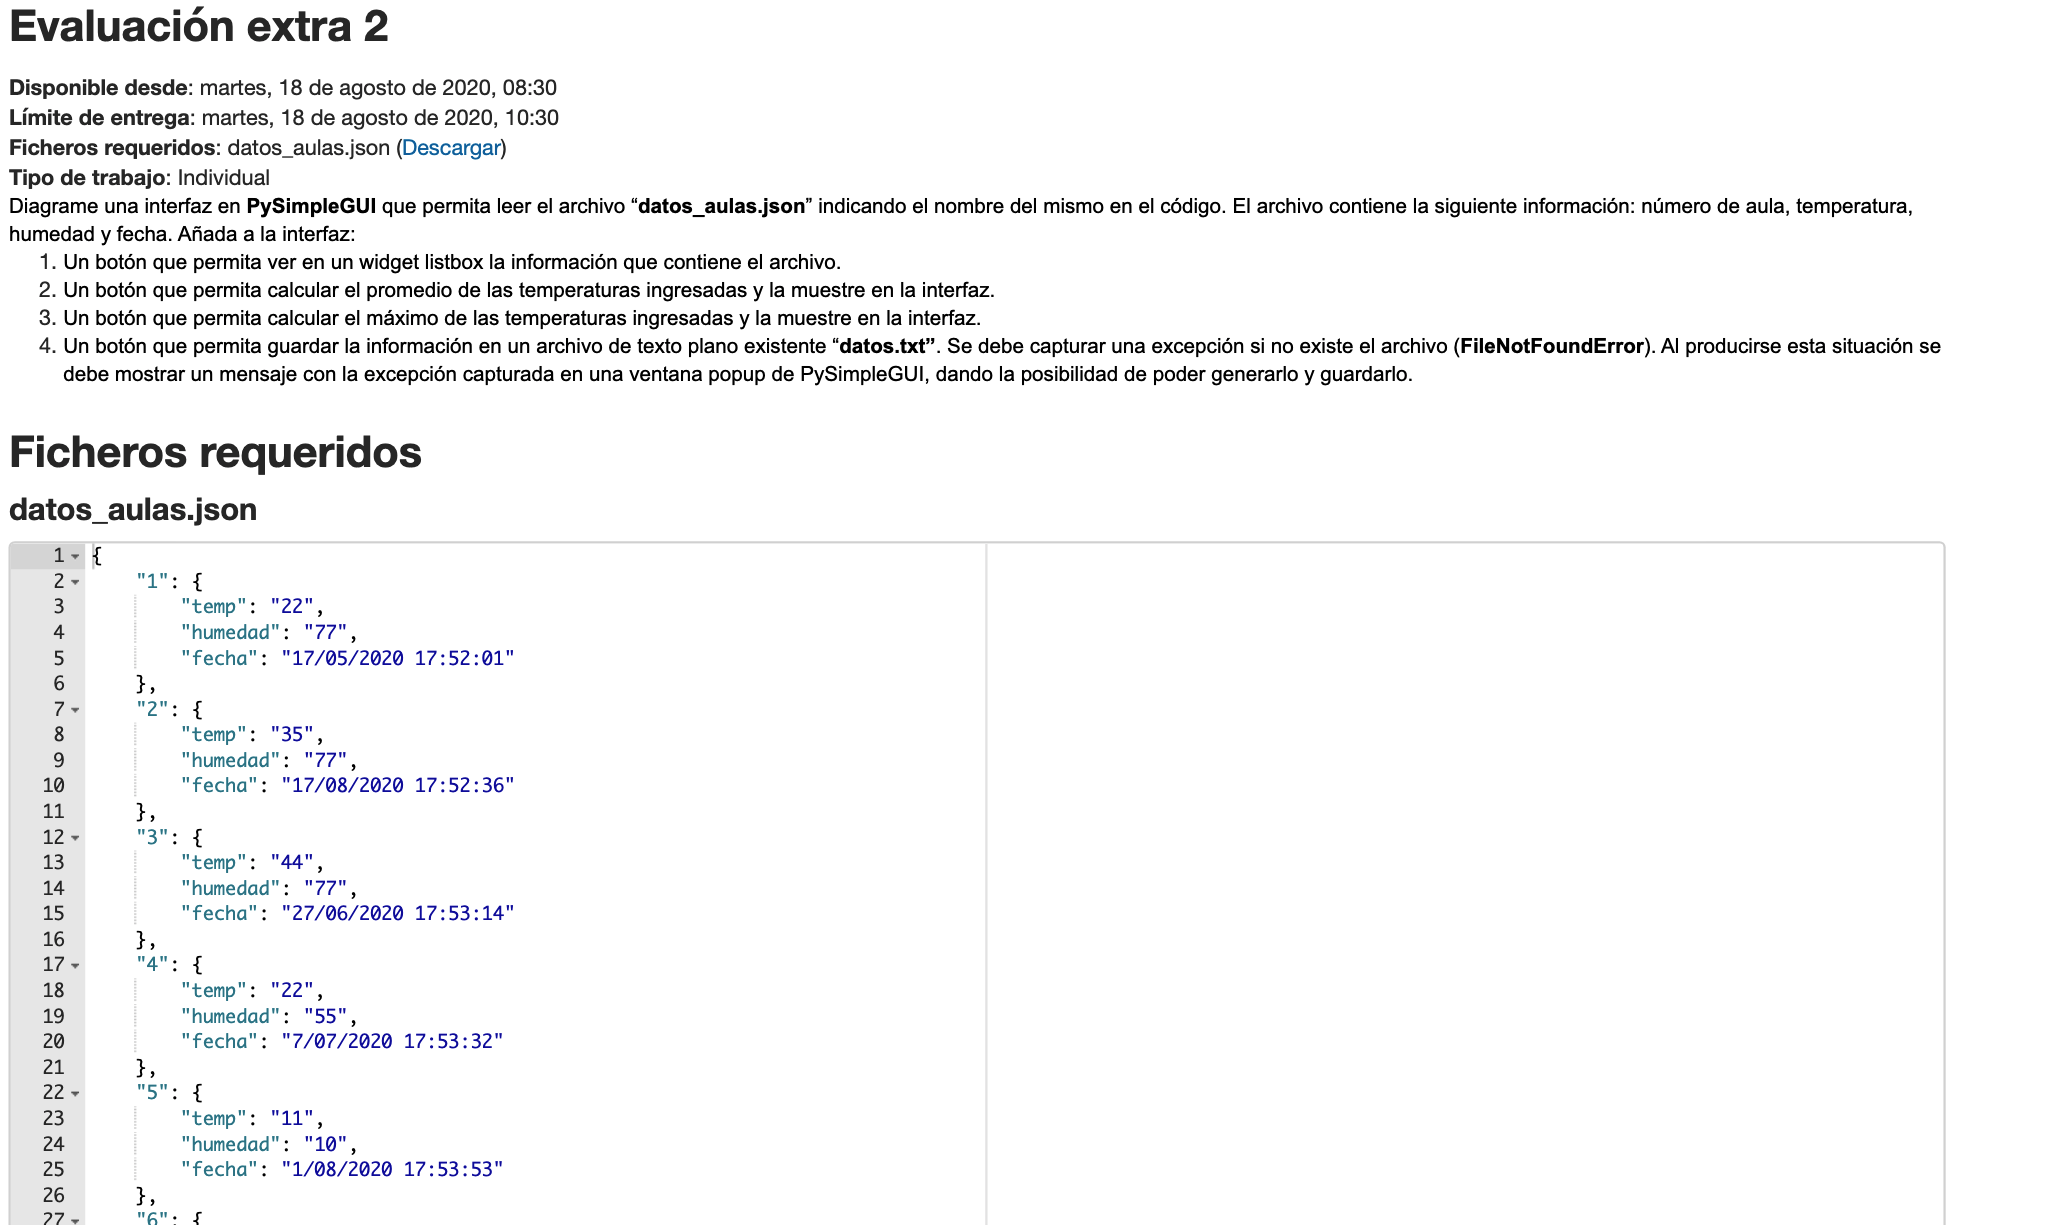 Evaluación extra 2
Disponible desde: martes, 18 de agosto de 2020, 08:30
Límite de entrega: martes, 18 de agosto de 2020, 10:30
Ficheros requeridos: datos_aulas.json (Descargar)
Tipo de trabajo: Individual
Diagrame una interfaz en PySimpleGUI que permita leer el archivo “datos_aulas.json” indicando el nombre del mismo en el código. El archivo contiene la siguiente información: número de aula, temperatura,
humedad y fecha. Añada a la interfaz:
1. Un botón que permita ver en un widget listbox la información que contiene el archivo.
2. Un botón que permita calcular el promedio de las temperaturas ingresadas y la muestre en la interfaz.
3. Un botón que permita calcular el máximo de las temperaturas ingresadas y la muestre en la interfaz.
4. Un botón que permita guardar la información en un archivo de texto plano existente “datos.txt”. Se debe capturar una excepción si no existe el archivo (FileNotFoundError). Al producirse esta situación se
debe mostrar un mensaje con la excepción capturada en una ventana popup de PySimpleGUI, dando la posibilidad de poder generarlo y guardarlo.
Ficheros requeridos
datos_aulas.json
1 {
2 "1": {
3 "temp": "22",
4 "humedad": "77",
5 "fecha": "17/05/2020 17:52:01"
6 },
7 "2": {
8 "temp": "35",
9 "humedad": "77",
10 "fecha": "17/08/2020 17:52:36"
11 },
12 "3": {
13 "temp": "44",
14 "humedad": "77",
15 "fecha": "27/06/2020 17:53:14"
16 },
17 "4": {
18 "temp": "22",
19 "humedad": "55",
20 "fecha": "7/07/2020 17:53:32"
21 },
22 "5": {
23 "temp": "11",
24 "humedad": "10",
25 "fecha": "1/08/2020 17:53:53"
26 },
27 "6": {